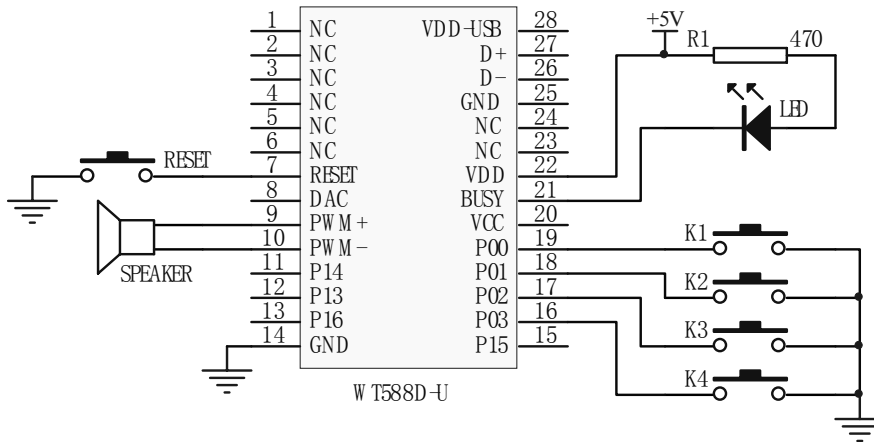 1 NC VDD-USB 28
2 NC D+ 27
3 NC D- 26
4 NC GND 25
5 NC NC 24
6 NC NC 23
7 RESET VDD 22
8 DAC BUSY 21
9 PWM+ VCC 20
10 PWM- P00 19
11 P14 P01 18
12 P13 P02 17
13 P16 P03 16
14 GND P15 15
WT588D-U
RESET
SPEAKER
+5V
R1 470
LED
K1
K2
K3
K4